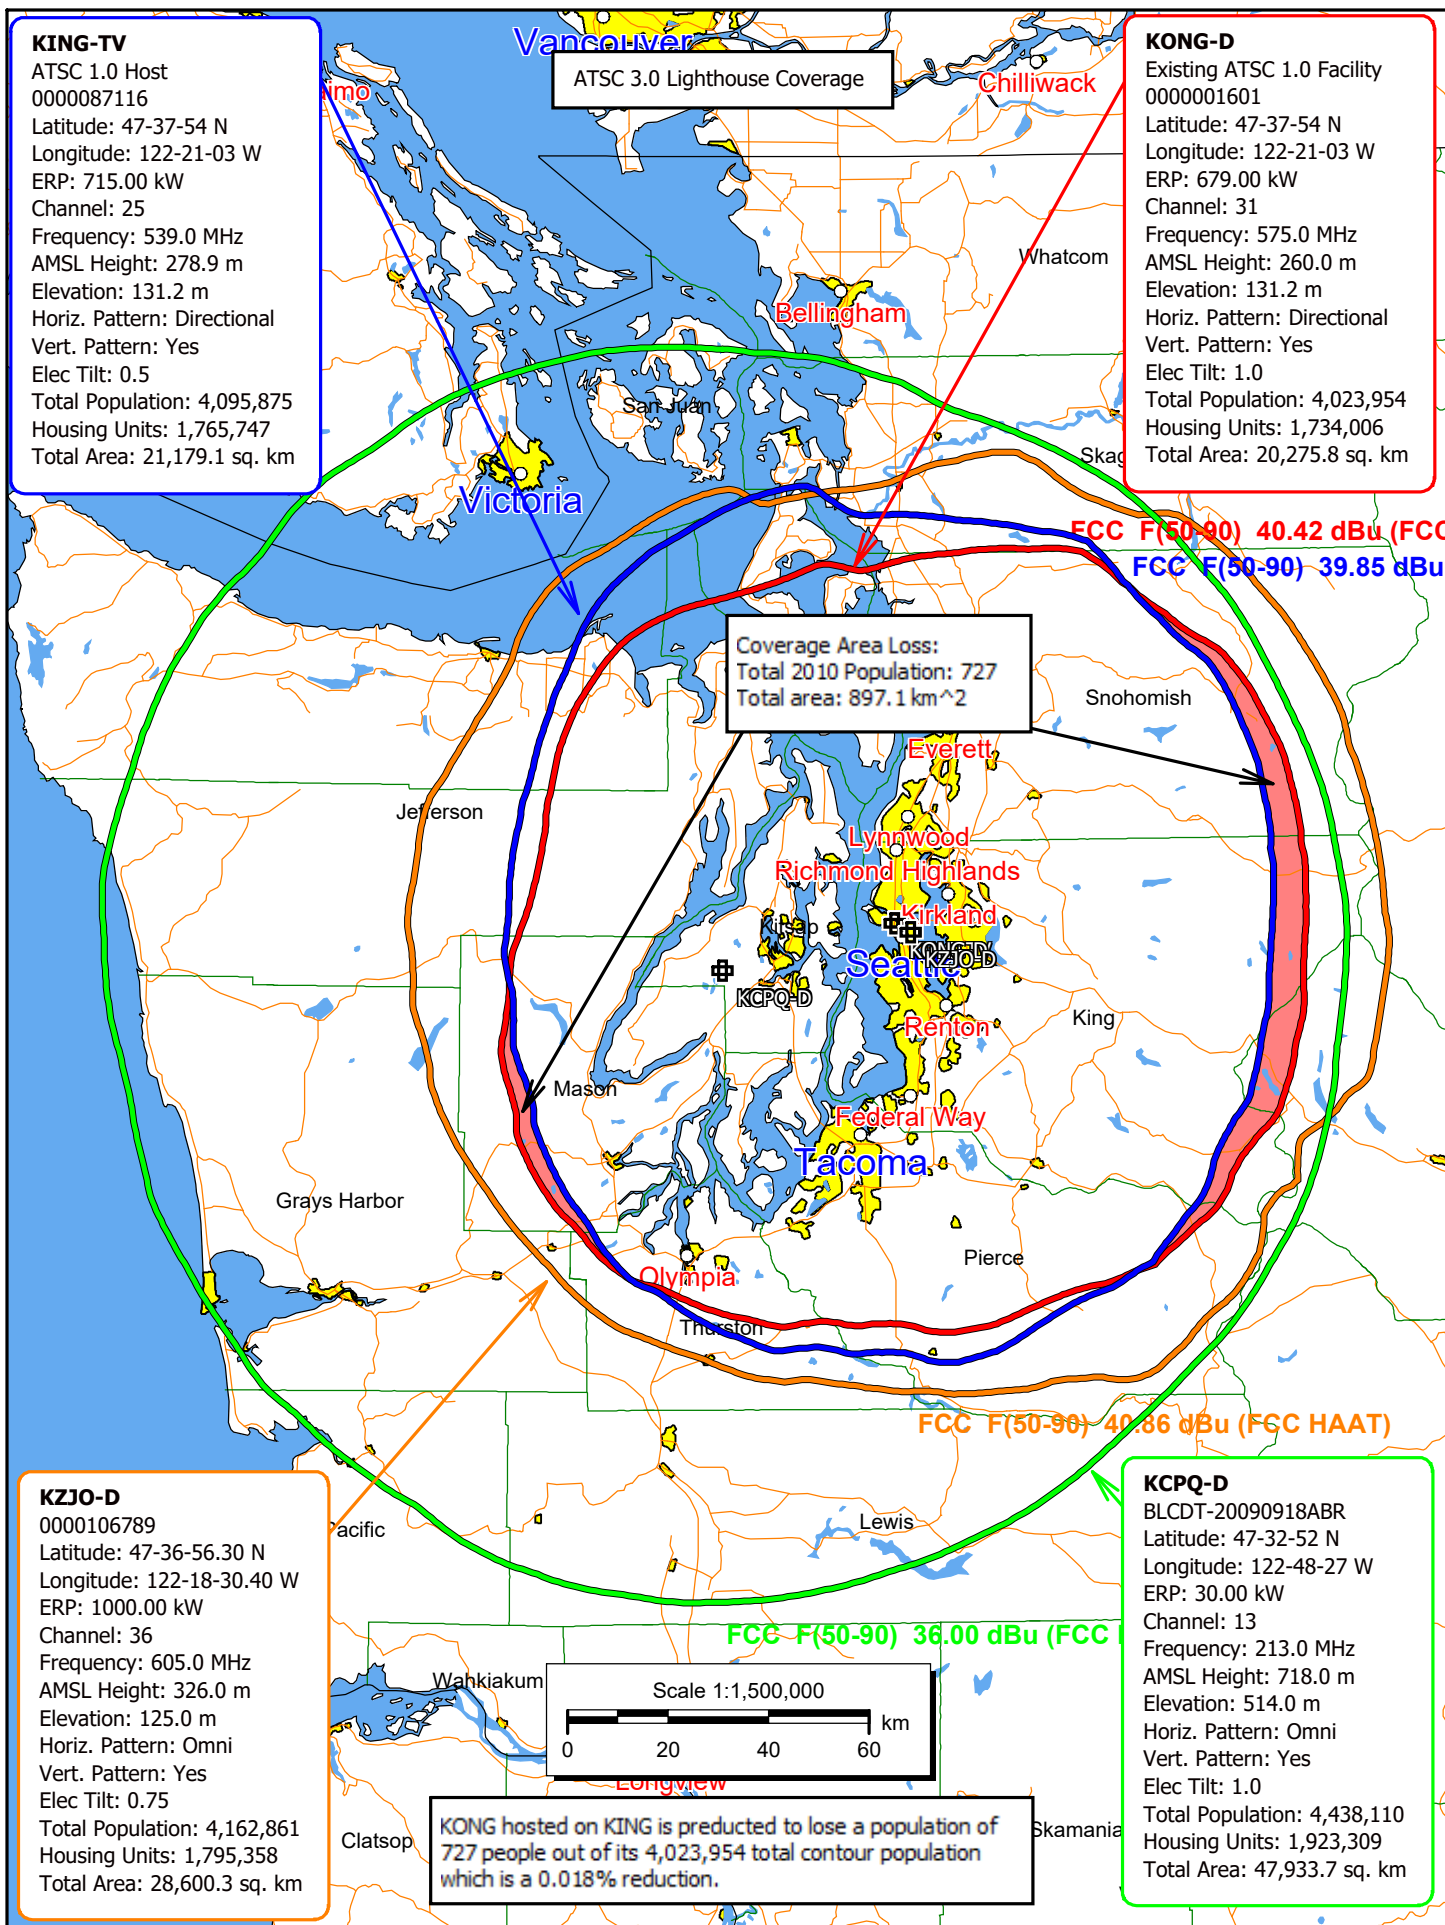 KING-TV
ATSC 1.0 Host
0000087116
Latitude: 47-37-54 N
Longitude: 122-21-03 W
ERP: 715.00 kW
Channel: 25
Frequency: 539.0 MHz
AMSL Height: 278.9 m
Elevation: 131.2 m
Horiz. Pattern: Directional
Vert. Pattern: Yes
Elec Tilt: 0.5
Total Population: 4,095,875
Housing Units: 1,765,747
Total Area: 21,179.1 sq. km
Vancouver
ATSC 3.0 Lighthouse Coverage
Chilliwack
imo
KONG-D
Existing ATSC 1.0 Facility
0000001601
Latitude: 47-37-54 N
Longitude: 122-21-03 W
ERP: 679.00 kW
Channel: 31
Frequency: 575.0 MHz
AMSL Height: 260.0 m
Elevation: 131.2 m
Horiz. Pattern: Directional
Vert. Pattern: Yes
Elec Tilt: 1.0
Total Population: 4,023,954
Housing Units: 1,734,006
Total Area: 20,275.8 sq. km
Whatcom
Bellingham
San Juan
Skag
Victoria
FCC F(50-90) 40.42 dBu (FCC
FCC F(50-90) 39.85 dBu
Coverage Area Loss:
Total 2010 Population: 727
Total area: 897.1 km^2
Snohomish
Everett
Jefferson
Lynnwood
Richmond Highlands
Kirkland
Kitsap
KONG-D
KZJO-D
Seattle
KCPQ-D
Renton
King
Mason
Federal Way
Tacoma
Grays Harbor
Pierce
Olympia
Thurston
FCC F(50-90) 40.86 dBu (FCC HAAT)
KZJO-D
0000106789
Latitude: 47-36-56.30 N
Longitude: 122-18-30.40 W
ERP: 1000.00 kW
Channel: 36
Frequency: 605.0 MHz
AMSL Height: 326.0 m
Elevation: 125.0 m
Horiz. Pattern: Omni
Vert. Pattern: Yes
Elec Tilt: 0.75
Total Population: 4,162,861
Housing Units: 1,795,358
Total Area: 28,600.3 sq. km
Pacific
Lewis
KCPQ-D
BLCDT-20090918ABR
Latitude: 47-32-52 N
Longitude: 122-48-27 W
ERP: 30.00 kW
Channel: 13
Frequency: 213.0 MHz
AMSL Height: 718.0 m
Elevation: 514.0 m
Horiz. Pattern: Omni
Vert. Pattern: Yes
Elec Tilt: 1.0
Total Population: 4,438,110
Housing Units: 1,923,309
Total Area: 47,933.7 sq. km
FCC F(50-90) 36.00 dBu (FCC
Wahkiakum
Scale 1:1,500,000
km
0 20 40 60
Longview
Clatsop
Skamania
KONG hosted on KING is preducted to lose a population of
727 people out of its 4,023,954 total contour population
which is a 0.018% reduction.